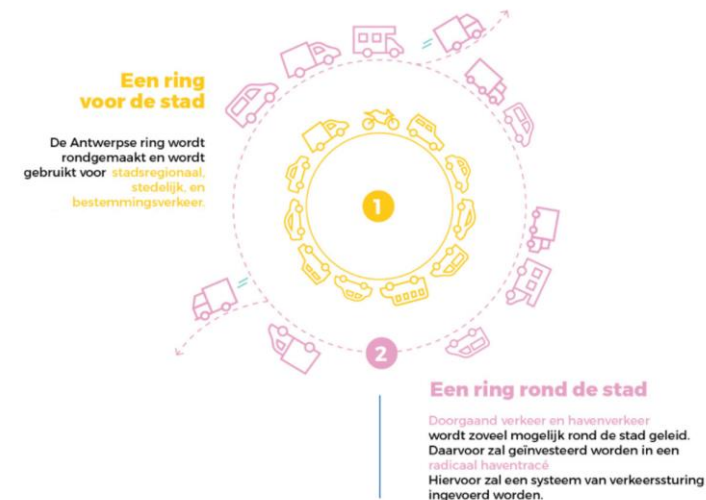 Een ring
voor de stad
De Antwerpse ring wordt
rondgemaakt en wordt
gebruikt voor stadsregionaal,
stedelijk, en
bestemmingsverkeer.
1
2
Een ring rond de stad
Doorgaand verkeer en havenverkeer
wordt zoveel mogelijk rond de stad geleid.
Daarvoor zal geïnvesteerd worden in een
radicaal haventracé
Hiervoor zal een systeem van verkeerssturing
ingevoerd worden.